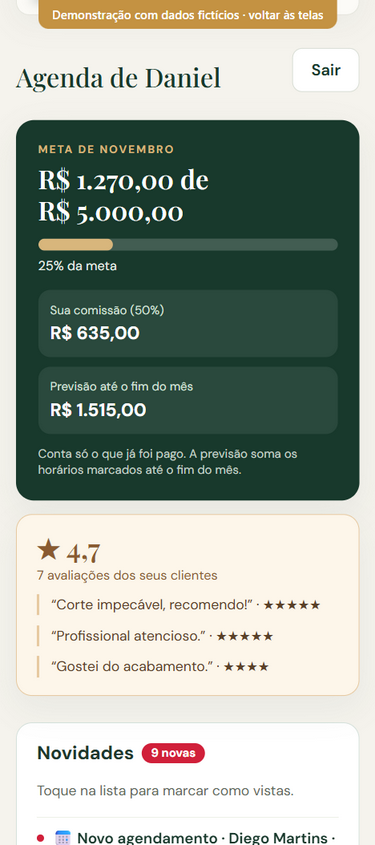 Demonstração com dados fictícios · voltar às telas
Agenda de Daniel
Sair
META DE NOVEMBRO
R$ 1.270,00 de
R$ 5.000,00
25% da meta
Sua comissão (50%)
R$ 635,00
Previsão até o fim do mês
R$ 1.515,00
Conta só o que já foi pago. A previsão soma os
horários marcados até o fim do mês.
★ 4,7
7 avaliações dos seus clientes
“Corte impecável, recomendo!” · ★★★★★
“Profissional atencioso.” · ★★★★★
“Gostei do acabamento.” · ★★★★
Novidades 9 novas
Toque na lista para marcar como vistas.
Novo agendamento · Diego Martins ·